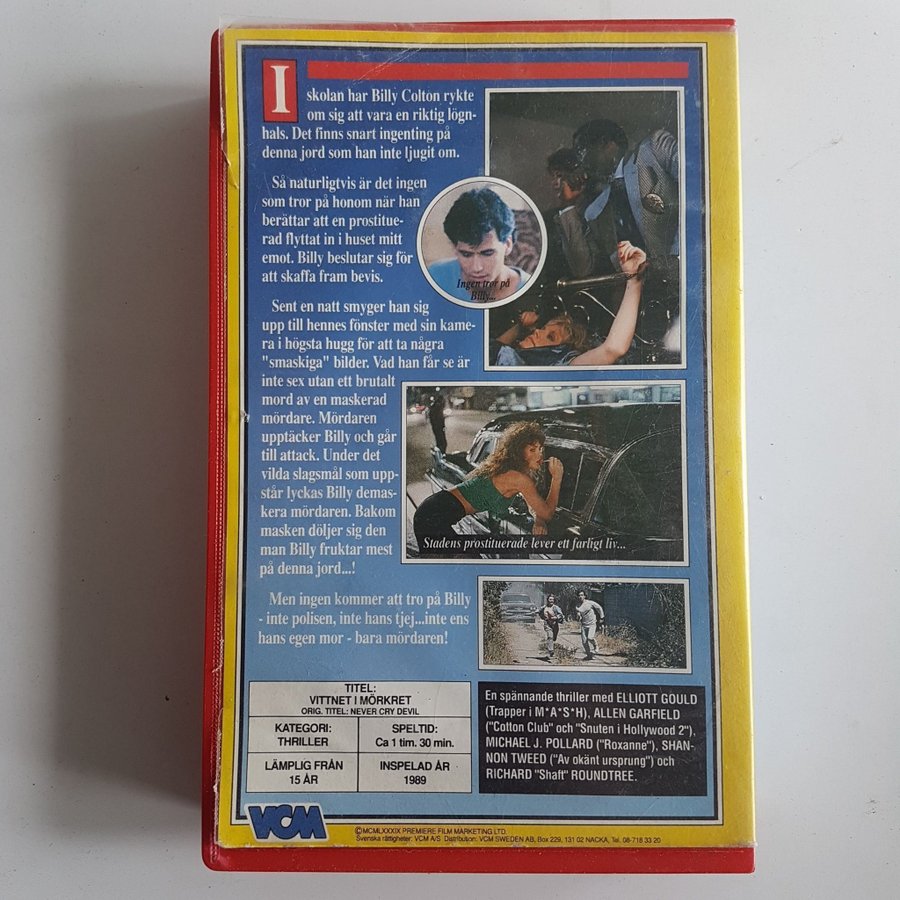 I skolan har Billy Colton rykte
om sig att vara en riktig lögn-
hals. Det finns snart ingenting på
denna jord som han inte ljugit om.
Så naturligtvis är det ingen
som tror på honom när han
berättar att en prostitue-
rad flyttat in i huset mitt
emot. Billy beslutar sig för
att skaffa fram bevis.
Sent en natt smyger han sig
upp till hennes fönster med sin kame-
ra i högsta hugg för att ta några
"smaskiga" bilder. Vad han får se är
inte sex utan ett brutalt
mord av en maskerad
mördare. Mördaren
upptäcker Billy och går
till attack. Under det
vilda slagsmål som upp-
står lyckas Billy demas-
kera mördaren. Bakom
masken döljer sig den
man Billy fruktar mest
på denna jord...!
Men ingen kommer att tro på Billy
- inte polisen, inte hans tjej...inte ens
hans egen mor - bara mördaren!
Ingen tror på
Billy...
Stadens prostituerade lever ett farligt liv...
TITEL:
VITTNET I MÖRKRET
ORIG. TITEL: NEVER CRY DEVIL
KATEGORI:
THRILLER
SPELTID:
Ca 1 tim. 30 min.
LÄMPLIG FRÅN
15 ÅR
INSPELAD ÅR
1989
En spännande thriller med ELLIOTT GOULD
(Trapper i M*A*S*H), ALLEN GARFIELD
("Cotton Club" och "Snuten i Hollywood 2"),
MICHAEL J. POLLARD ("Roxanne"), SHAN-
NON TWEED ("Av okänt ursprung") och
RICHARD "Shaft" ROUNDTREE.
VCM
©MCMLXXXIX PREMIERE FILM MARKETING LTD.
Svenska rättigheter: VCM A/S Distribution: VCM SWEDEN AB, Box 229, 131 02 NACKA, Tel. 08-718 33 20